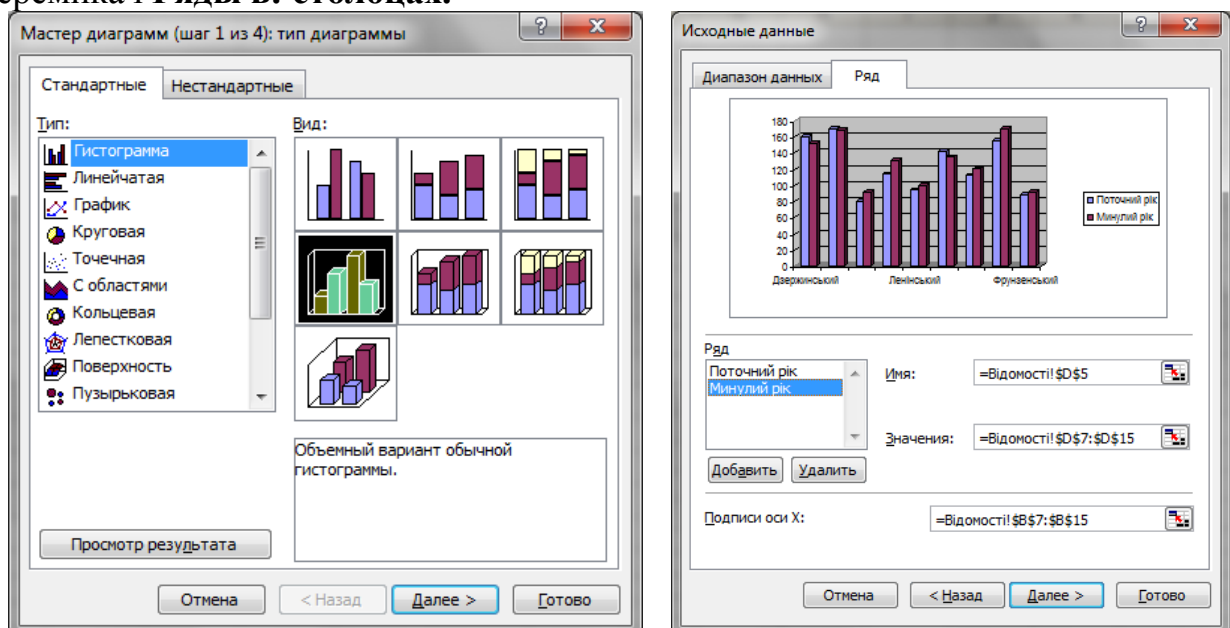 Ряды в: столбцах.
Мастер диаграмм (шаг 1 из 4): тип диаграммы
Стандартные
Нестандартные
Тип:
Гистограмма
Линейчатая
График
Круговая
Точечная
С областями
Кольцевая
Лепестковая
Поверхность
Пузырьковая
Вид:
Объемный вариант обычной
гистограммы.
Просмотр результата
Отмена
< Назад
Далее >
Готово
Исходные данные
Диапазон данных
Ряд
180
160
140
120
100
80
60
40
20
0
Дзержинський
Ленінський
Фрунзенський
Поточний рік
Минулий рік
Ряд
Поточний рік
Минулий рік
Имя:
=Відомості!$D$5
Значения:
=Відомості!$D$7:$D$15
Добавить
Удалить
Подписи оси X:
=Відомості!$B$7:$B$15
Отмена
< Назад
Далее >
Готово